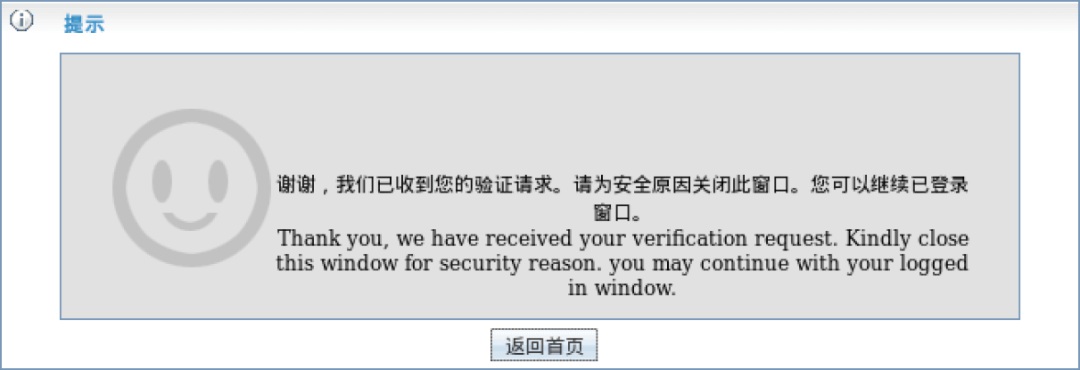 提示
谢谢，我们已收到您的验证请求。请为安全原因关闭此窗口。您可以继续已登录
窗口。
Thank you, we have received your verification request. Kindly close
this window for security reason. you may continue with your logged
in window.
返回首页